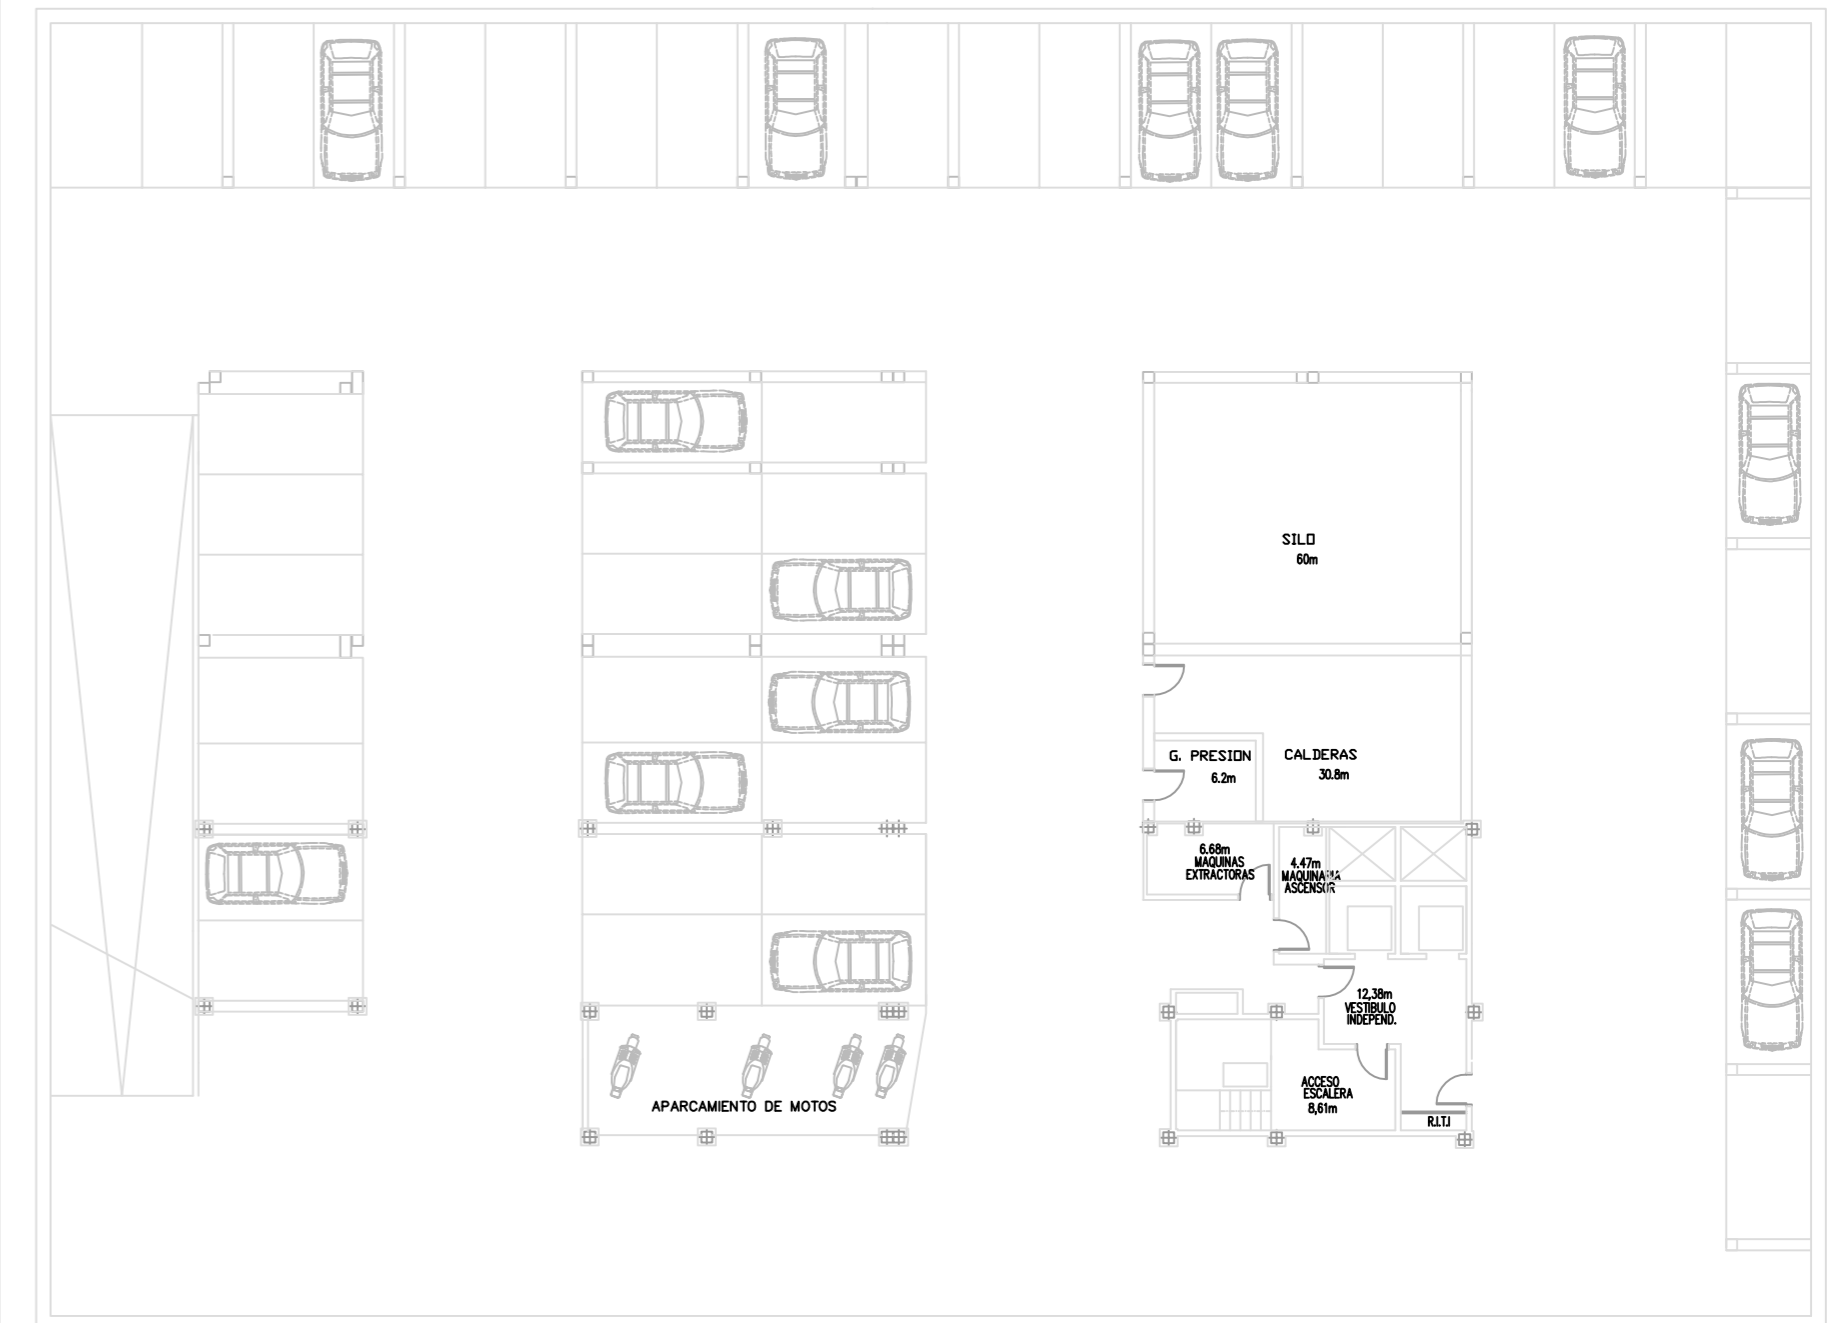 SILO
60m
G. PRESION
6.2m
CALDERAS
30.8m
6.68m
MAQUINAS
EXTRACTORAS
4.47m
MAQUINARIA
ASCENSOR
12,38m
VESTIBULO
INDEPEND.
ACCESO
ESCALERA
8,61m
R.I.T.I
APARCAMIENTO DE MOTOS